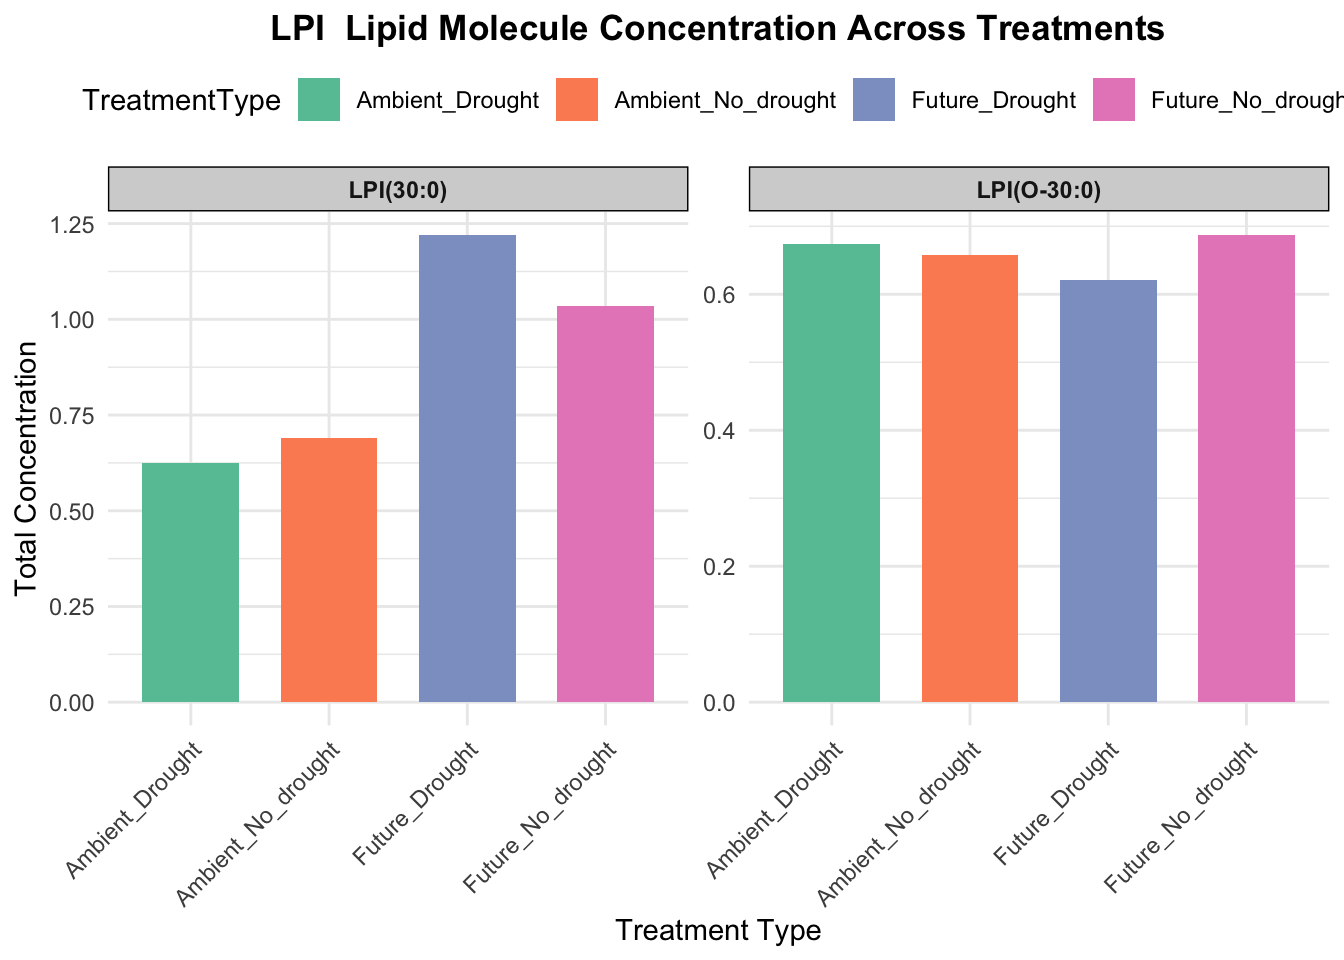 LPI  Lipid Molecule Concentration Across Treatments
TreatmentType Ambient_Drought Ambient_No_drought Future_Drought Future_No_drough
LPI(30:0) LPI(O-30:0)
Total Concentration
1.25
1.00
0.75
0.50
0.25
0.00
0.6
0.4
0.2
0.0
Ambient_Drought
Ambient_No_drought
Future_Drought
Future_No_drought
Ambient_Drought
Ambient_No_drought
Future_Drought
Future_No_drought
Treatment Type